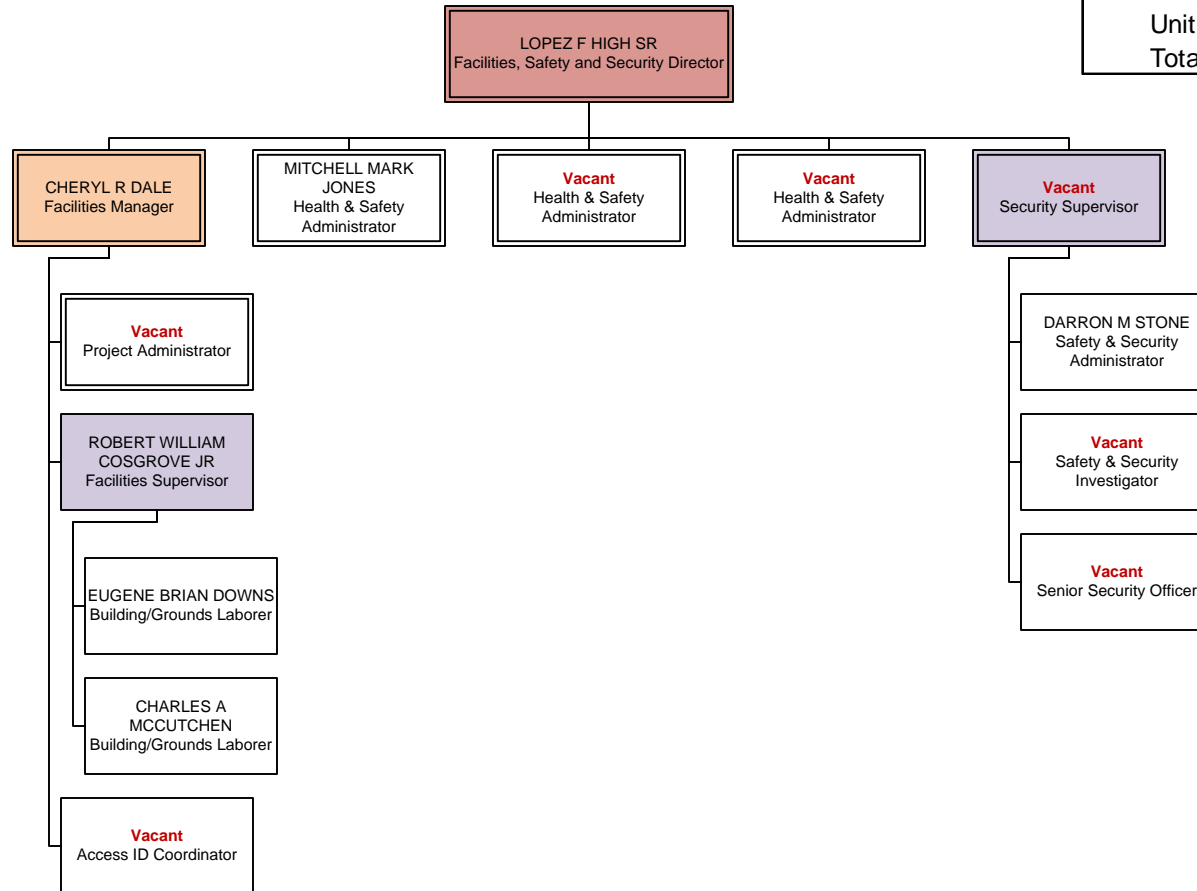 Unit
Tota
LOPEZ F HIGH SR
Facilities, Safety and Security Director
CHERYL R DALE
Facilities Manager
MITCHELL MARK
JONES
Health & Safety
Administrator
Vacant
Health & Safety
Administrator
Vacant
Health & Safety
Administrator
Vacant
Security Supervisor
Vacant
Project Administrator
DARRON M STONE
Safety & Security
Administrator
ROBERT WILLIAM
COSGROVE JR
Facilities Supervisor
Vacant
Safety & Security
Investigator
EUGENE BRIAN DOWNS
Building/Grounds Laborer
Vacant
Senior Security Officer
CHARLES A
MCCUTCHEN
Building/Grounds Laborer
Vacant
Access ID Coordinator